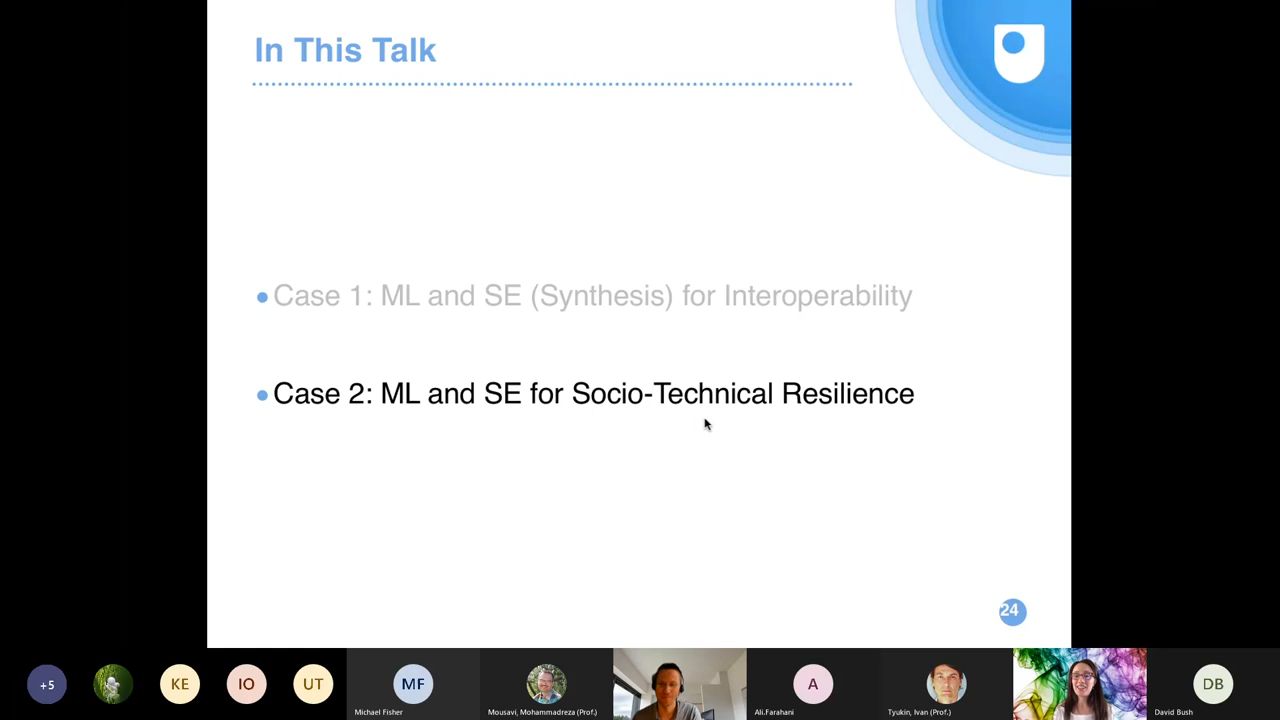 In This Talk
• Case 1: ML and SE (Synthesis) for Interoperability
• Case 2: ML and SE for Socio-Technical Resilience
24
+5
KE
IO
UT
MF
A
DB
Michael Fisher
Mousavi, Mohammadreza (Prof.)
Ali.Farahani
Tyukin, Ivan (Prof.)
David Bush